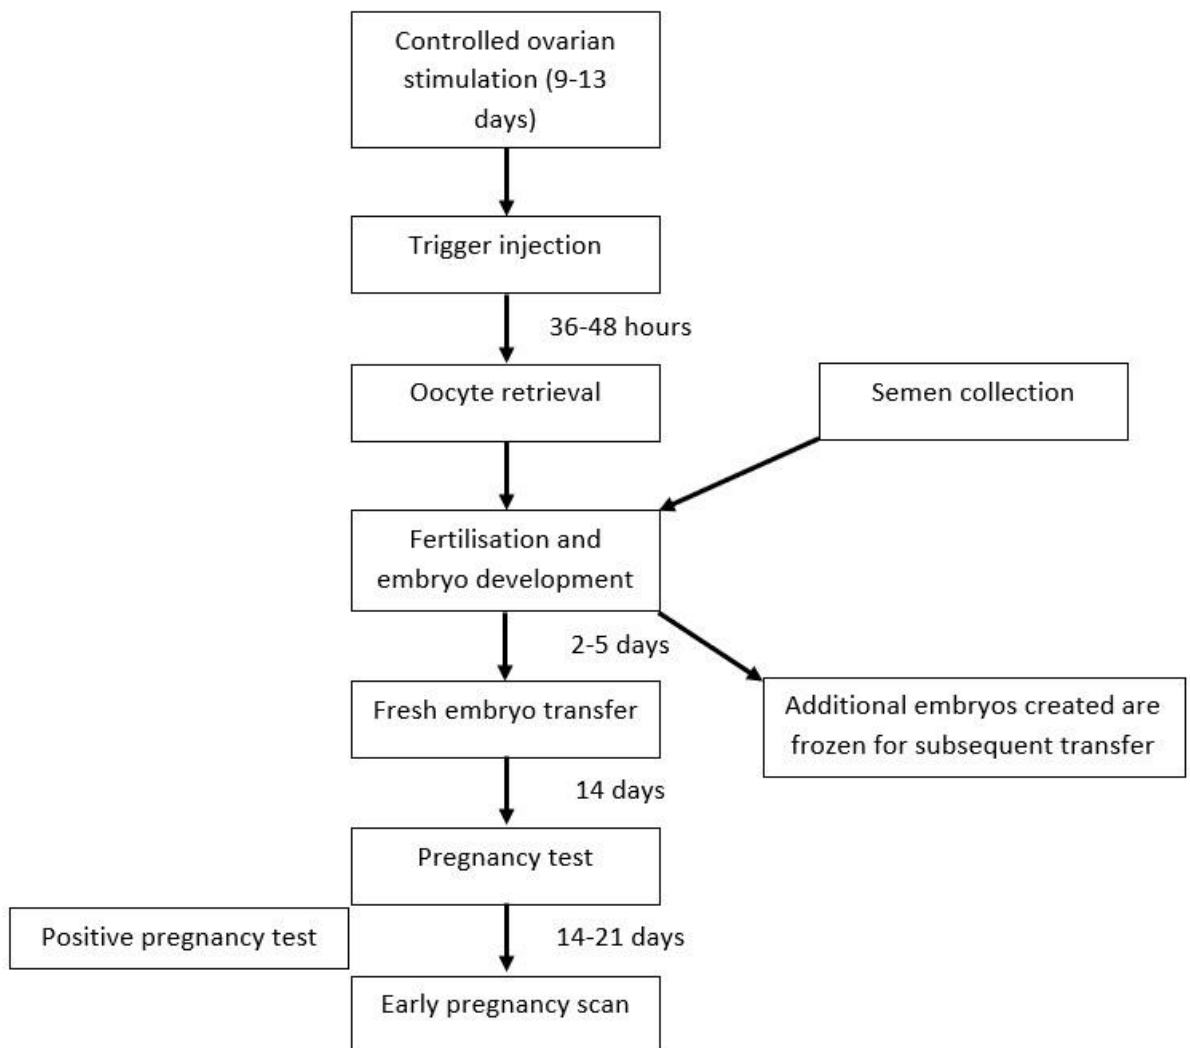 Controlled ovarian
stimulation (9-13
days)
Trigger injection
36-48 hours
Oocyte retrieval
Semen collection
Fertilisation and
embryo development
2-5 days
Fresh embryo transfer
Additional embryos created are
frozen for subsequent transfer
14 days
Pregnancy test
Positive pregnancy test
14-21 days
Early pregnancy scan